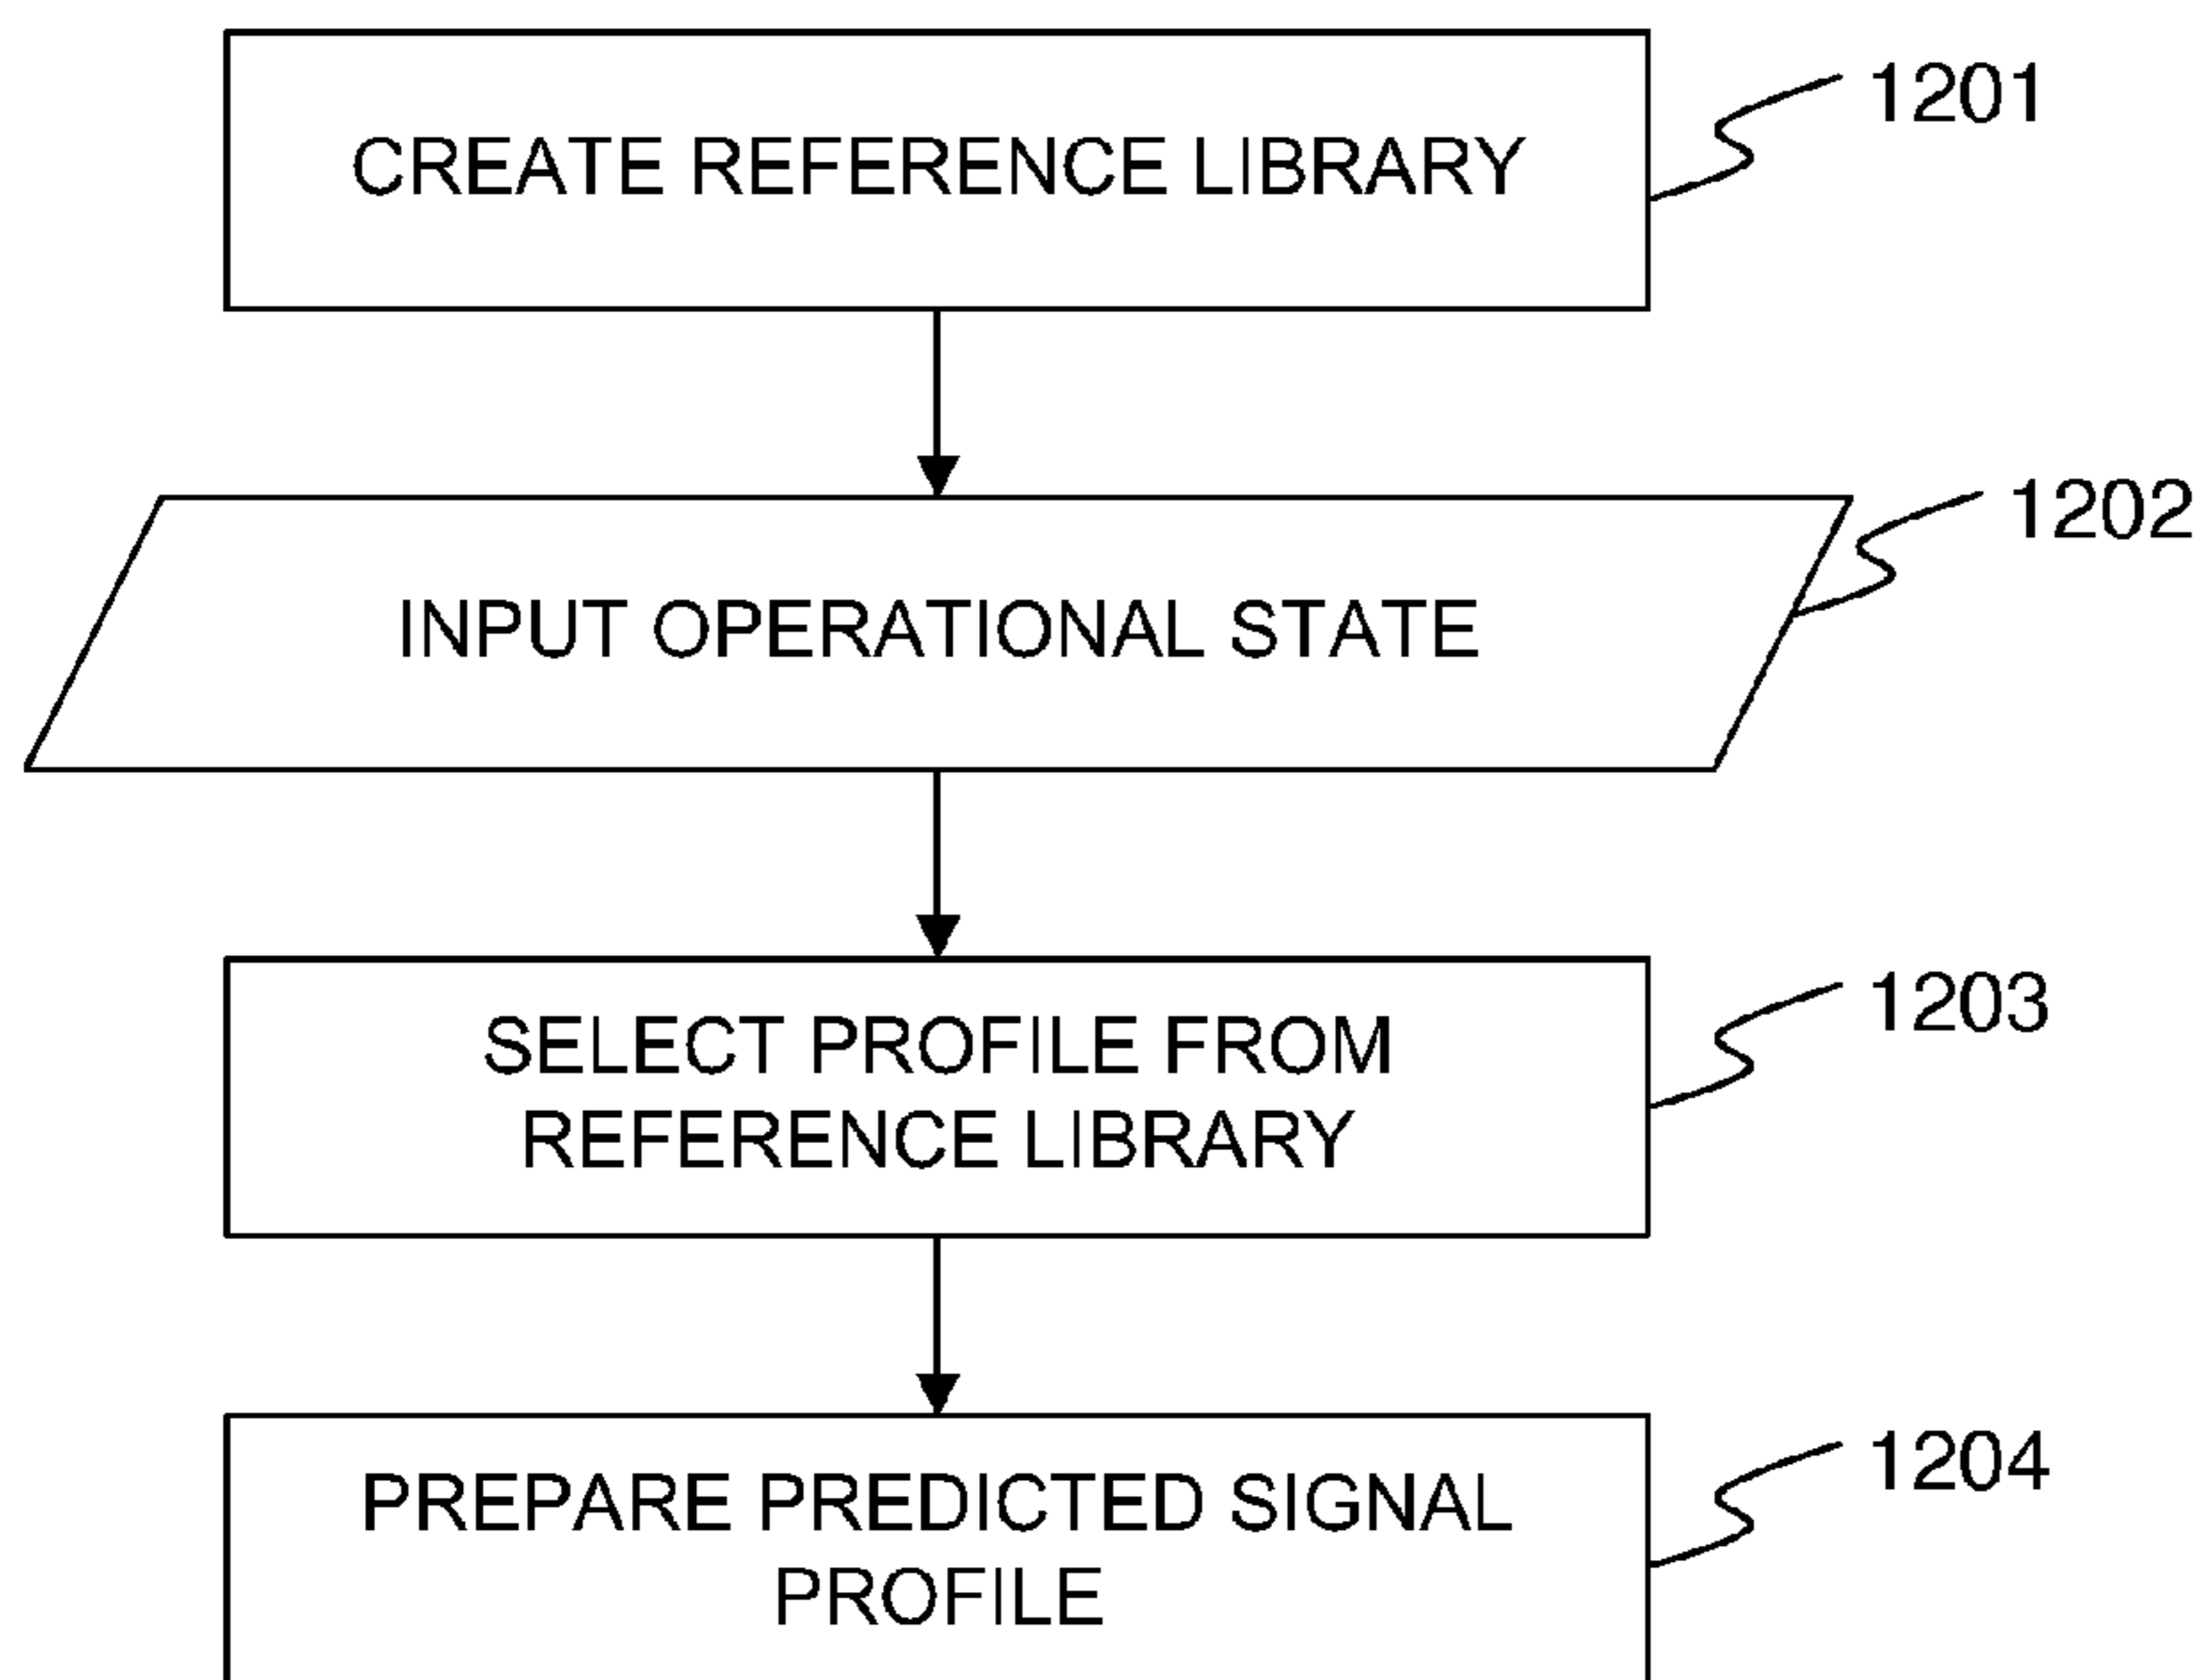 CREATE REFERENCE LIBRARY
1201
INPUT OPERATIONAL STATE
1202
SELECT PROFILE FROM
REFERENCE LIBRARY
1203
PREPARE PREDICTED SIGNAL
PROFILE
1204